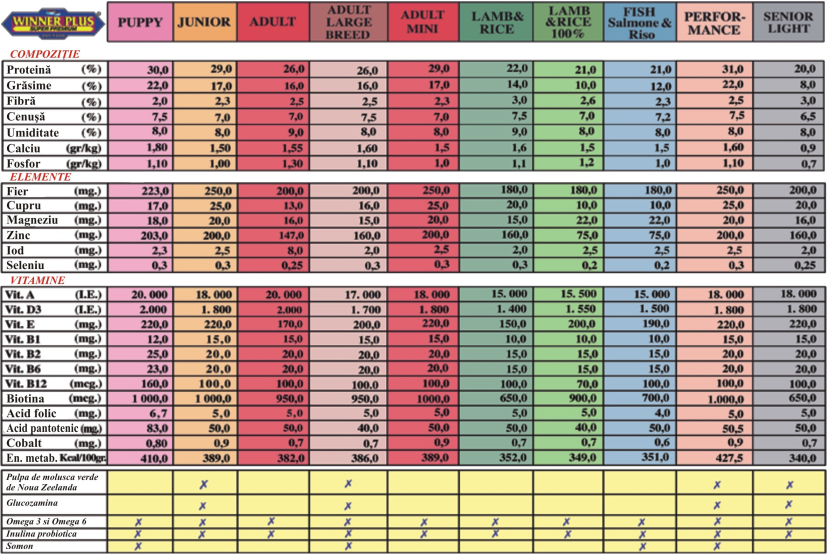 WINNER PLUS
SUPER PREMIUM
PUPPY JUNIOR ADULT ADULT LARGE BREED ADULT MINI LAMB& RICE LAMB &RICE 100% FISH Salmone & Riso PERFOR-MANCE SENIOR LIGHT
COMPOZIȚIE
Proteină (%) 30,0 29,0 26,0 26,0 29,0 22,0 21,0 21,0 31,0 20,0
Grăsime (%) 22,0 17,0 16,0 16,0 17,0 14,0 10,0 12,0 22,0 8,0
Fibră (%) 2,0 2,3 2,5 2,5 2,3 3,0 2,6 2,3 2,5 3,0
Cenușă (%) 7,5 7,0 7,0 7,5 7,0 7,5 7,0 7,2 7,5 6,5
Umiditate (%) 8,0 8,0 9,0 8,0 8,0 9,0 8,0 8,0 8,0 8,0
Calciu (gr/kg) 1,80 1,50 1,55 1,60 1,5 1,6 1,5 1,5 1,60 0,9
Fosfor (gr/kg) 1,10 1,00 1,30 1,10 1,0 1,1 1,2 1,0 1,10 0,7
ELEMENTE
Fier (mg.) 223,0 250,0 200,0 200,0 250,0 180,0 180,0 180,0 250,0 200,0
Cupru (mg.) 17,0 25,0 13,0 16,0 25,0 20,0 10,0 10,0 25,0 20,0
Magneziu (mg.) 18,0 20,0 16,0 15,0 20,0 15,0 22,0 22,0 20,0 16,0
Zinc (mg.) 203,0 200,0 147,0 160,0 200,0 160,0 75,0 75,0 200,0 160,0
Iod (mg.) 2,3 2,5 8,0 2,0 2,5 2,0 2,5 2,5 2,5 2,0
Seleniu (mg.) 0,3 0,3 0,25 0,3 0,3 0,3 0,2 0,2 0,3 0,25
VITAMINE
Vit. A (I.E.) 20. 000 18. 000 20. 000 17. 000 18. 000 15. 000 15. 500 15. 000 18. 000 18. 000
Vit. D3 (I.E.) 2.000 1. 800 2.000 1. 700 1. 800 1. 400 1. 550 1. 500 1. 800 1. 800
Vit. E (mg.) 220,0 220,0 170,0 200,0 220,0 150,0 200,0 190,0 220,0 220,0
Vit. B1 (mg.) 12,0 15,0 15,0 15,0 15,0 10,0 10,0 10,0 15,0 15,0
Vit. B2 (mg.) 25,0 20,0 20,0 20,0 20,0 15,0 15,0 15,0 20,0 20,0
Vit. B6 (mg.) 23,0 20,0 20,0 20,0 20,0 15,0 15,0 15,0 20,0 20,0
Vit. B12 (mcg.) 160,0 100,0 100,0 100,0 100,0 100,0 70,0 100,0 100,0 100,0
Biotina (mcg.) 1 000,0 1 000,0 950,0 950,0 1000,0 650,0 900,0 700,0 1.000,0 650,0
Acid folic (mg.) 6,7 5,0 5,0 5,0 5,0 5,0 5,0 4,0 5,0 5,0
Acid pantotenic (mg.) 83,0 50,0 50,0 40,0 50,0 50,0 40,0 50,0 50,5 50,0
Cobalt (mg.) 0,80 0,9 0,7 0,7 0,9 0,7 0,7 0,6 0,9 0,7
En. metab. Kcal/100gr. 410,0 389,0 382,0 386,0 389,0 352,0 349,0 351,0 427,5 340,0
Pulpa de molusca verde
de Noua Zeelanda ✗ ✗ ✗ ✗
Glucozamina ✗ ✗ ✗ ✗
Omega 3 si Omega 6 ✗ ✗ ✗ ✗ ✗ ✗ ✗ ✗ ✗ ✗
Inulina probiotica ✗ ✗ ✗ ✗ ✗ ✗ ✗ ✗ ✗ ✗
Somon ✗ ✗ ✗ ✗